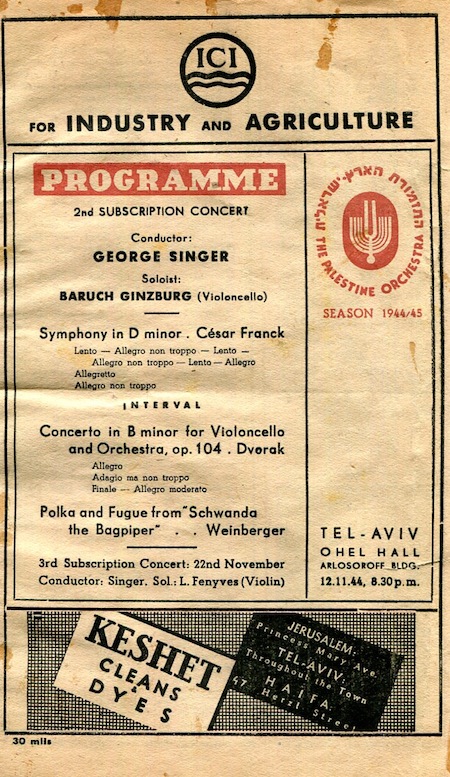 ICI
FOR INDUSTRY AND AGRICULTURE
PROGRAMME
2nd SUBSCRIPTION CONCERT
Conductor:
GEORGE SINGER
Soloist:
BARUCH GINZBURG (Violoncello)
Symphony in D minor . César Franck
Lento — Allegro non troppo — Lento —
Allegro non troppo — Lento — Allegro
Allegretto
Allegro non troppo
INTERVAL
Concerto in B minor for Violoncello
and Orchestra, op. 104 . Dvorak
Allegro
Adagio ma non troppo
Finale — Allegro moderato
Polka and Fugue from "Schwanda
the Bagpiper" . . Weinberger
3rd Subscription Concert: 22nd November
Conductor: Singer. Sol.: L. Fenyves (Violin)
התזמורת הארץ-ישראלית
THE PALESTINE ORCHESTRA
SEASON 1944/45
TEL-AVIV
OHEL HALL
ARLOSOROFF BLDG.
12.11.44, 8.30 p.m.
KESHET
CLEANS
&
DYES
JERUSALEM:
Princess Mary Ave.
TEL-AVIV:
Throughout the Town
HAIFA:
47, Herzl Street
30 mils